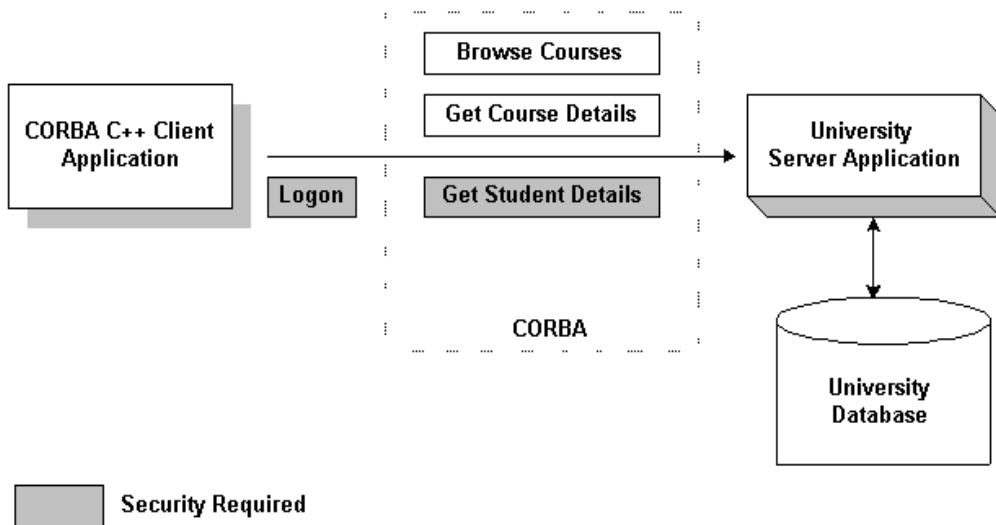 Browse Courses
CORBA C++ Client
Application
Get Course Details
University
Server Application
Logon
Get Student Details
CORBA
University
Database
Security Required